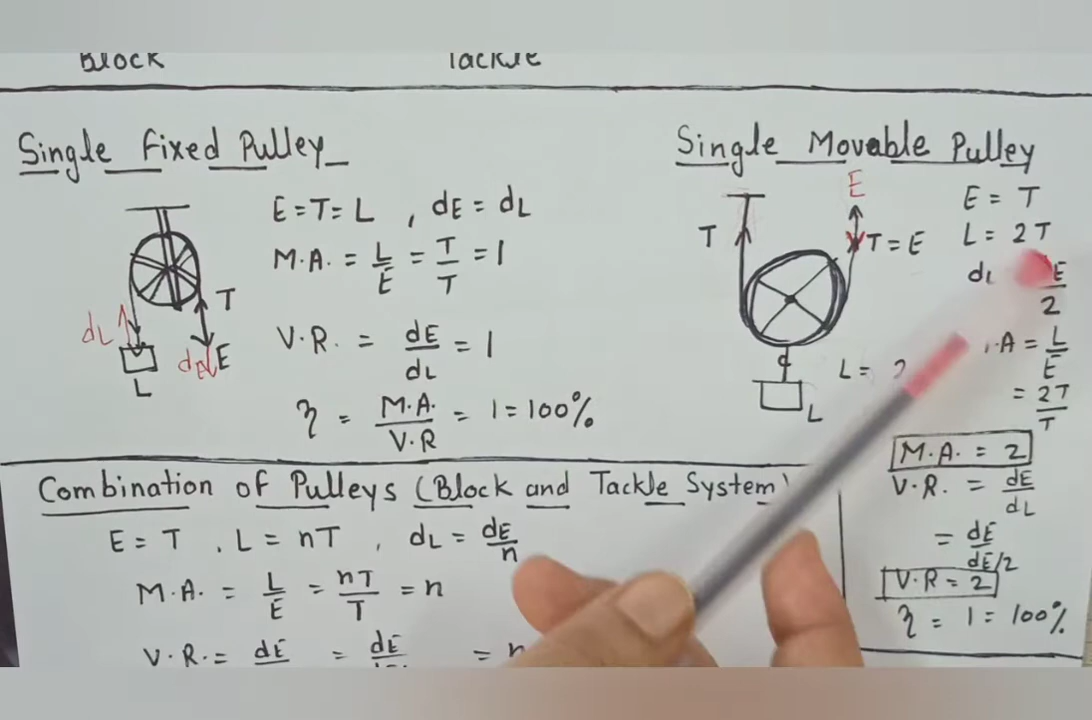 Block Tackle
Single Fixed Pulley
E = T = L , dE = dL
M.A. = L/E = T/T = 1
V.R. = dE/dL = 1
η = M.A./V.R = 1 = 100%
dL
T
E
L
Single Movable Pulley
E
T
T = E
L =
L
E = T
L = 2T
dL E/2
.A = L/E
= 2T/T
M.A. = 2
V.R. = dE/dL
= dE/dE/2
V.R = 2
η = 1 = 100%
Combination of Pulleys (Block and Tackle System)
E = T , L = nT , dL = dE/n
M.A. = L/E = nT/T = n
V.R. = dE = dE = n